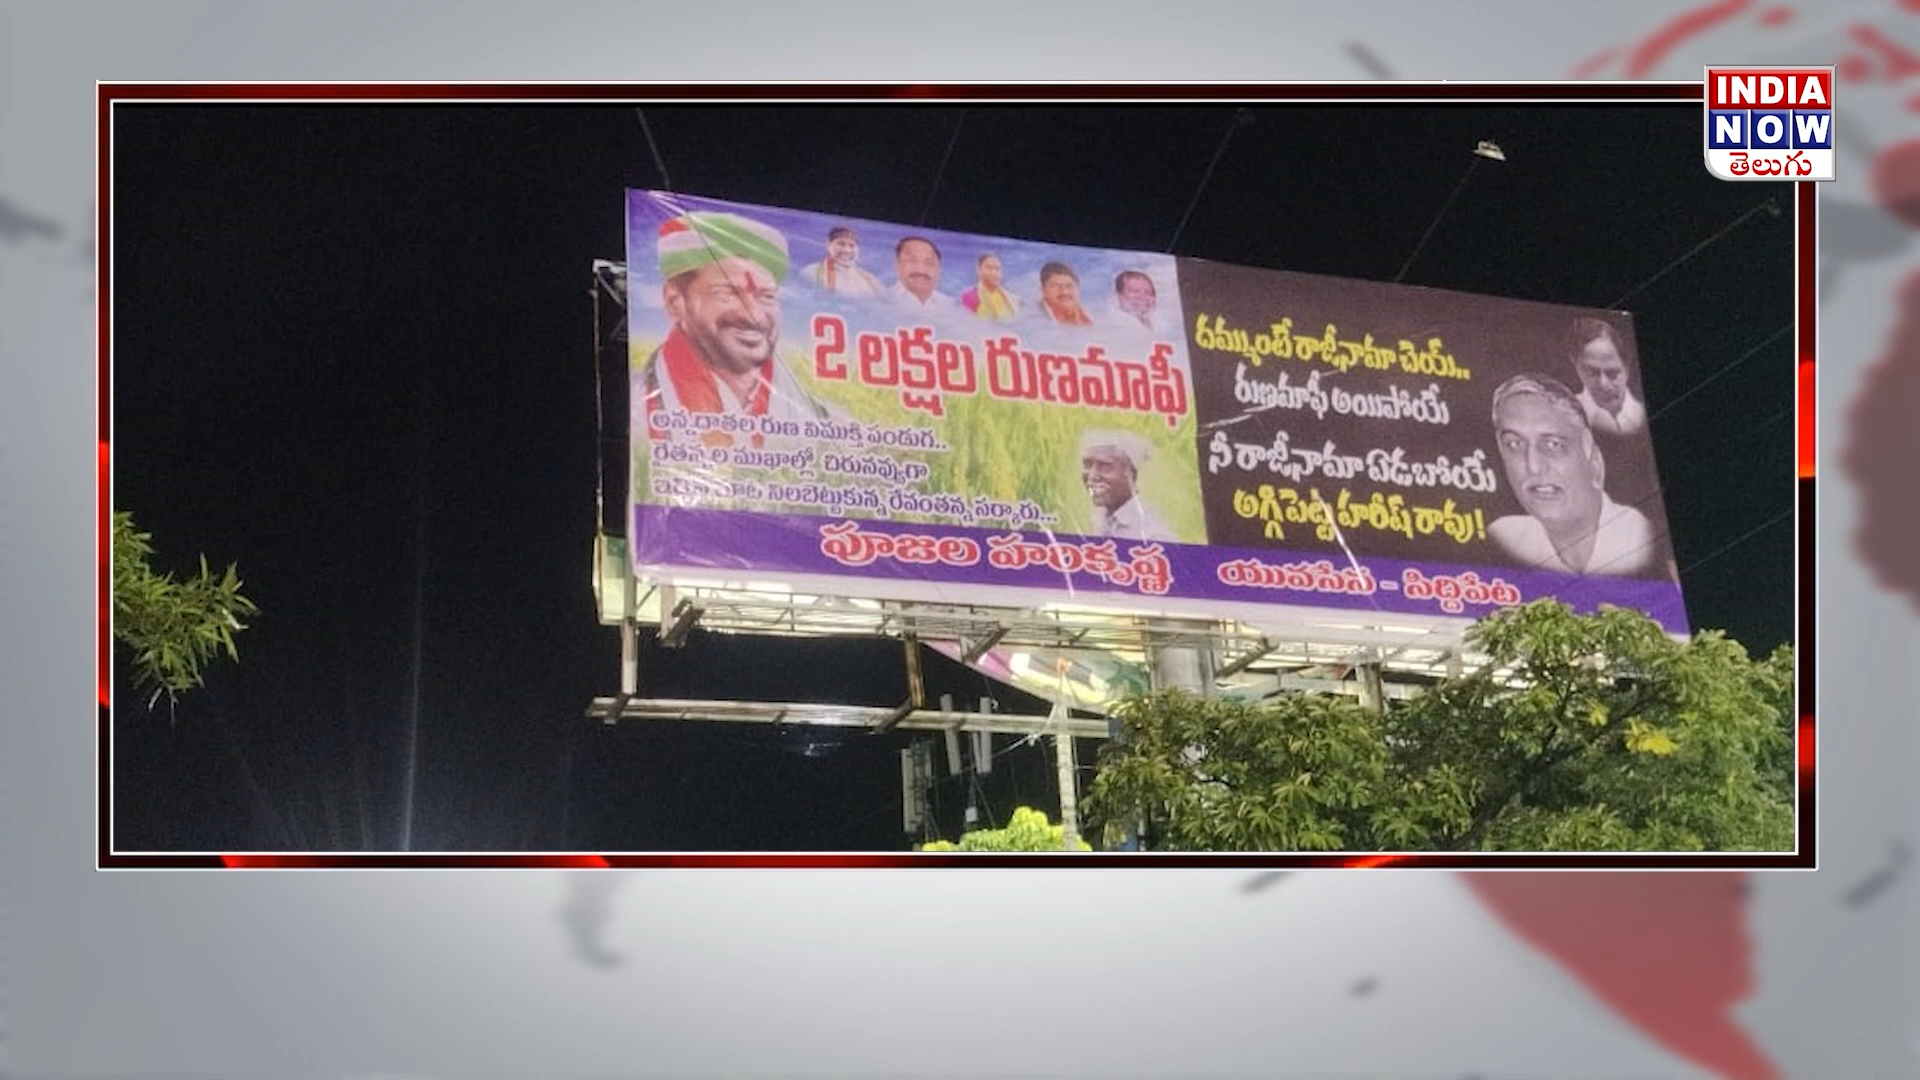 INDIA
NOW
తెలుగు
2 లక్షల రుణమాఫీ
అన్నదాతల రుణ విముక్తి పండుగ..
రైతన్నల ముఖాల్లో చిరునవ్వుగా
ఇచ్చిన మాట నిలబెట్టుకున్న రేవంతన్న సర్కారు...
దమ్ముంటే రాజీనామా చెయ్..
రుణమాఫీ అయిపోయే
నీ రాజీనామా ఏడబోయే
అగ్గిపెట్ట హరీష్ రావు!
పూజల హరికృష్ణ యువసేన - సిద్దిపేట